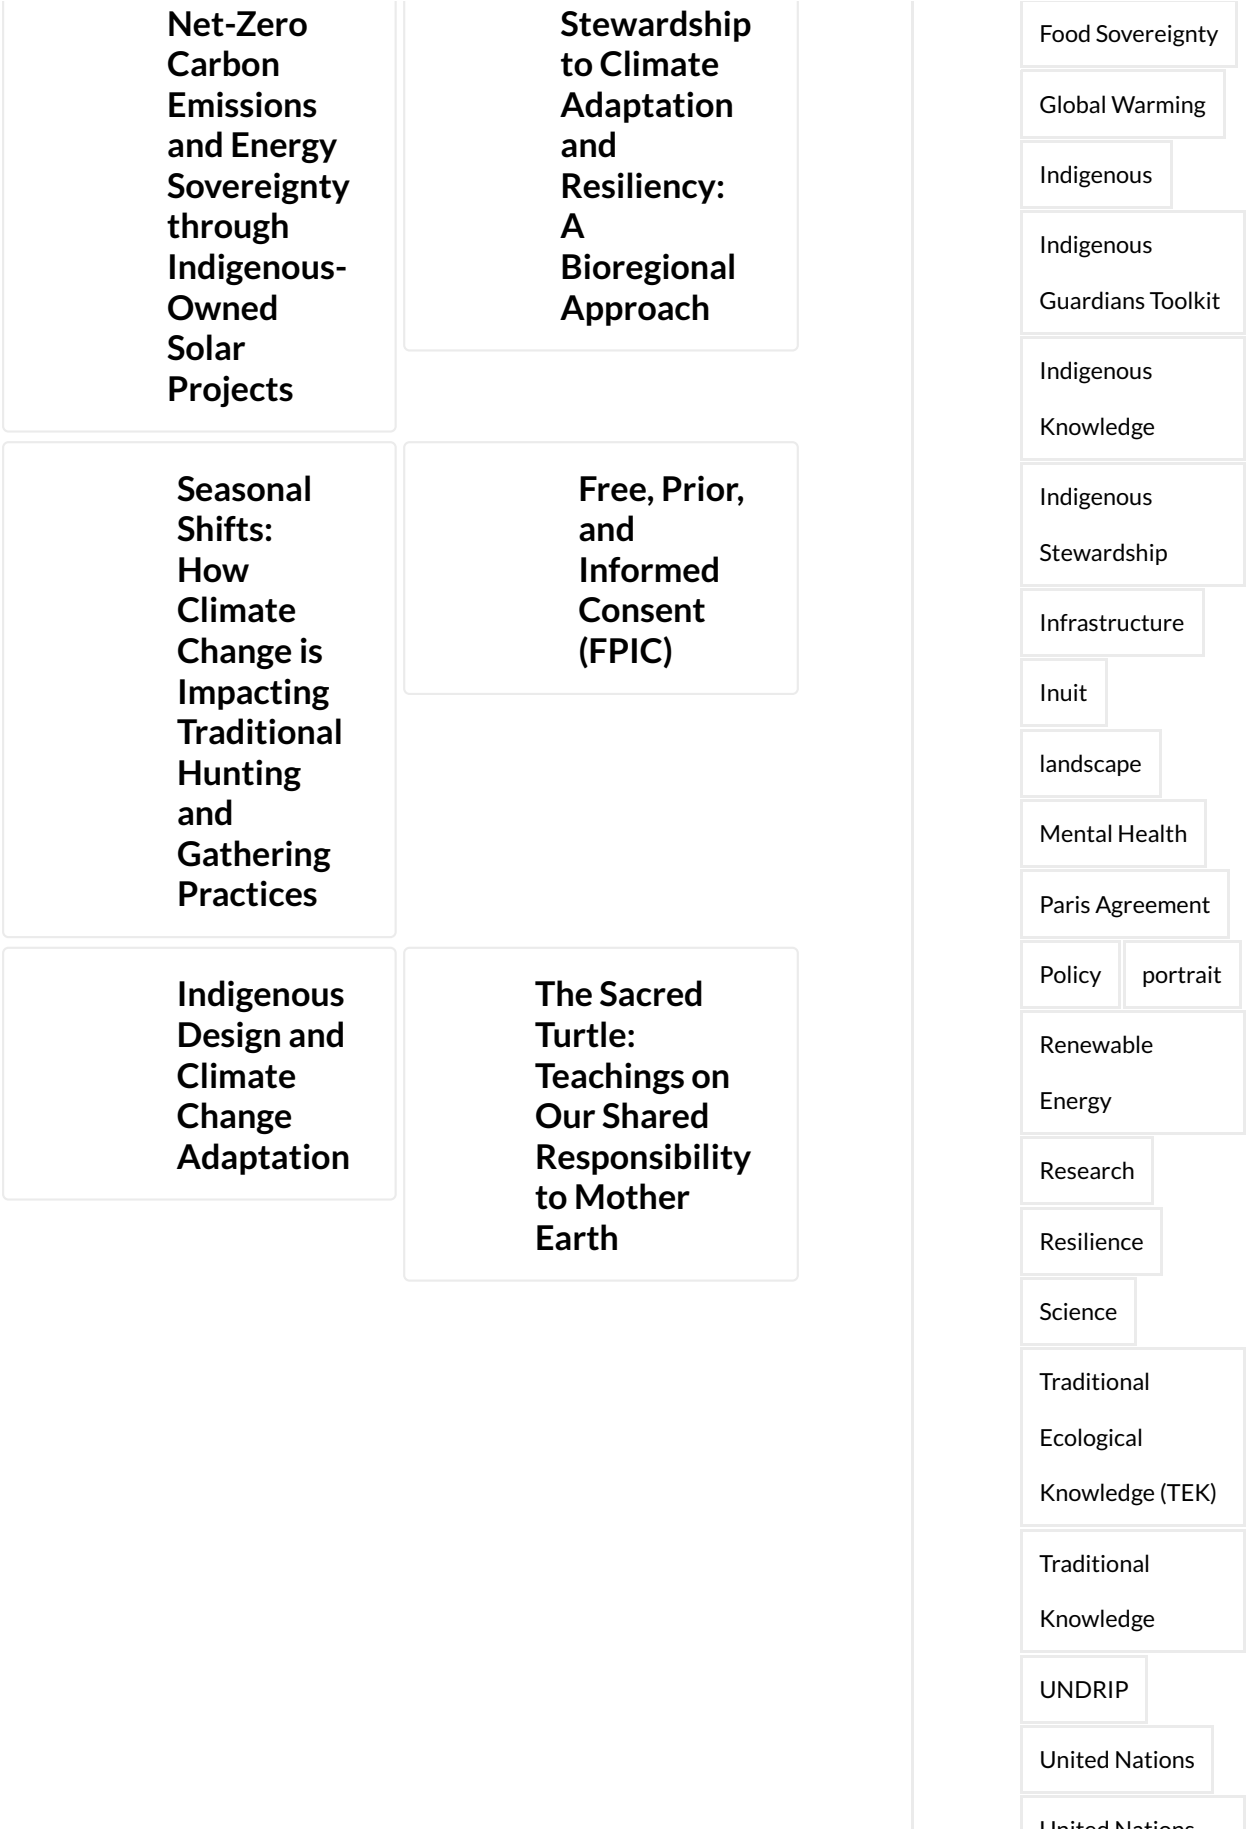 Net-Zero
Carbon
Emissions
and Energy
Sovereignty
through
Indigenous-
Owned
Solar
Projects
Stewardship
to Climate
Adaptation
and
Resiliency:
A
Bioregional
Approach
Seasonal
Shifts:
How
Climate
Change is
Impacting
Traditional
Hunting
and
Gathering
Practices
Free, Prior,
and
Informed
Consent
(FPIC)
Indigenous
Design and
Climate
Change
Adaptation
The Sacred
Turtle:
Teachings on
Our Shared
Responsibility
to Mother
Earth
Food Sovereignty
Global Warming
Indigenous
Indigenous
Guardians Toolkit
Indigenous
Knowledge
Indigenous
Stewardship
Infrastructure
Inuit
landscape
Mental Health
Paris Agreement
Policy
portrait
Renewable
Energy
Research
Resilience
Science
Traditional
Ecological
Knowledge (TEK)
Traditional
Knowledge
UNDRIP
United Nations
United Nations